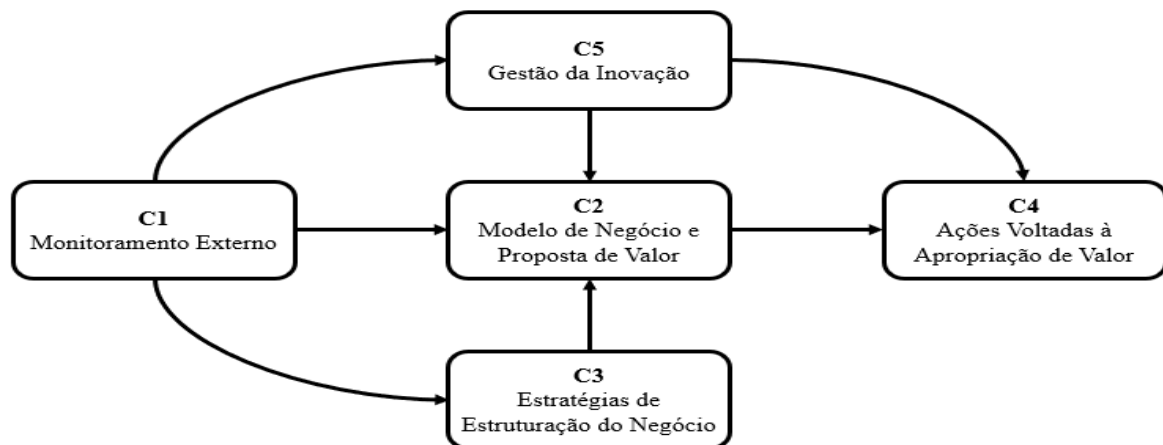 C5
Gestão da Inovação
C1
Monitoramento Externo
C2
Modelo de Negócio e
Proposta de Valor
C4
Ações Voltadas à
Apropriação de Valor
C3
Estratégias de
Estruturação do Negócio